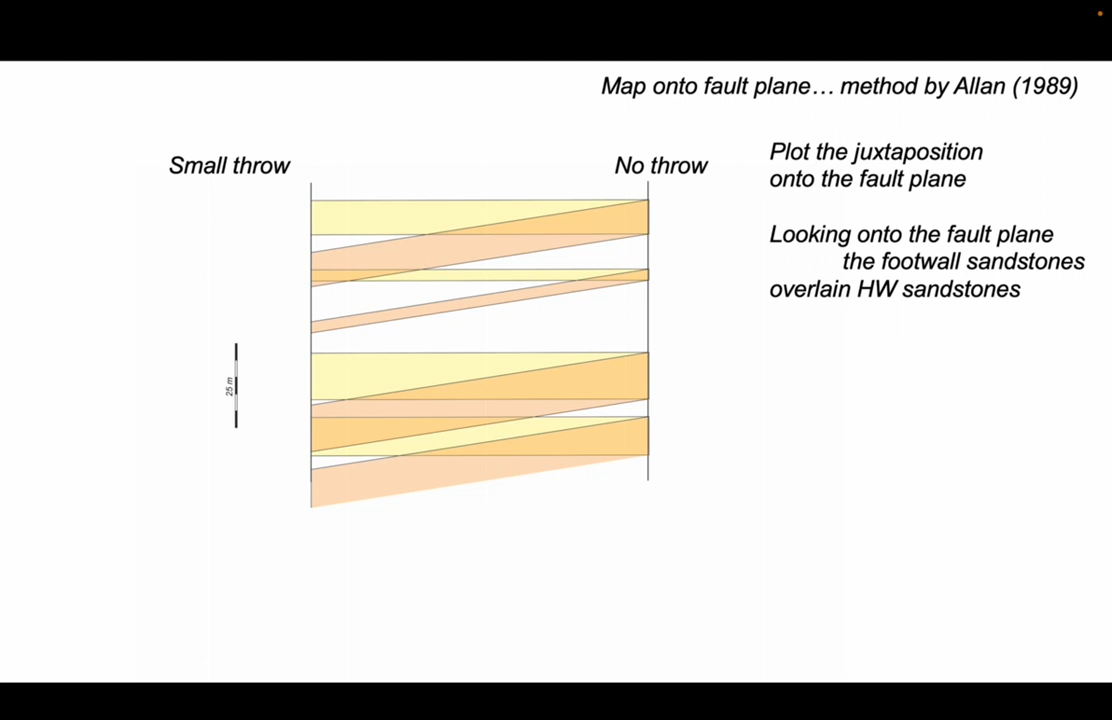 Map onto fault plane… method by Allan (1989)
Small throw
No throw
Plot the juxtaposition
onto the fault plane
Looking onto the fault plane
the footwall sandstones
overlain HW sandstones
25 m